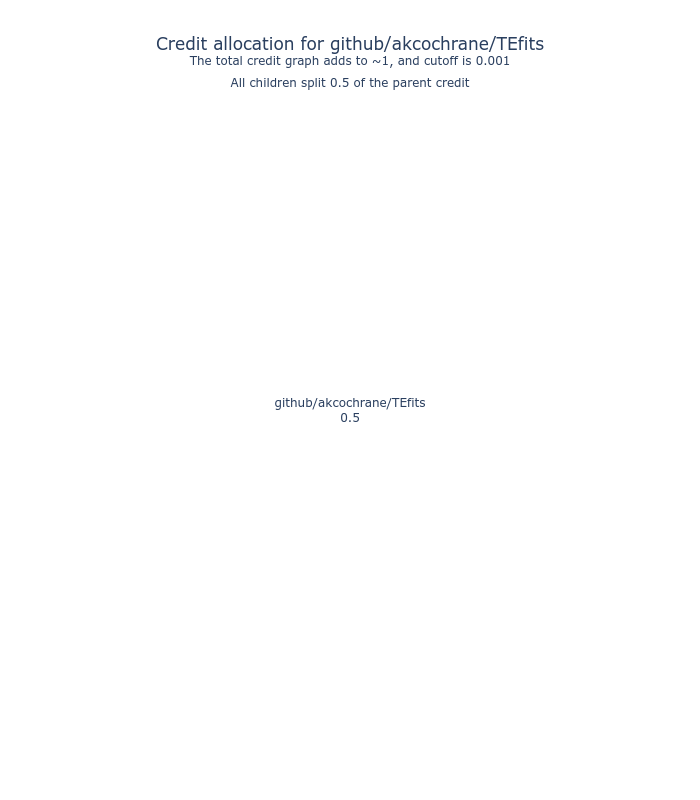 Credit allocation for github/akcochrane/TEfits
The total credit graph adds to ~1, and cutoff is 0.001
All children split 0.5 of the parent credit
github/akcochrane/TEfits
0.5